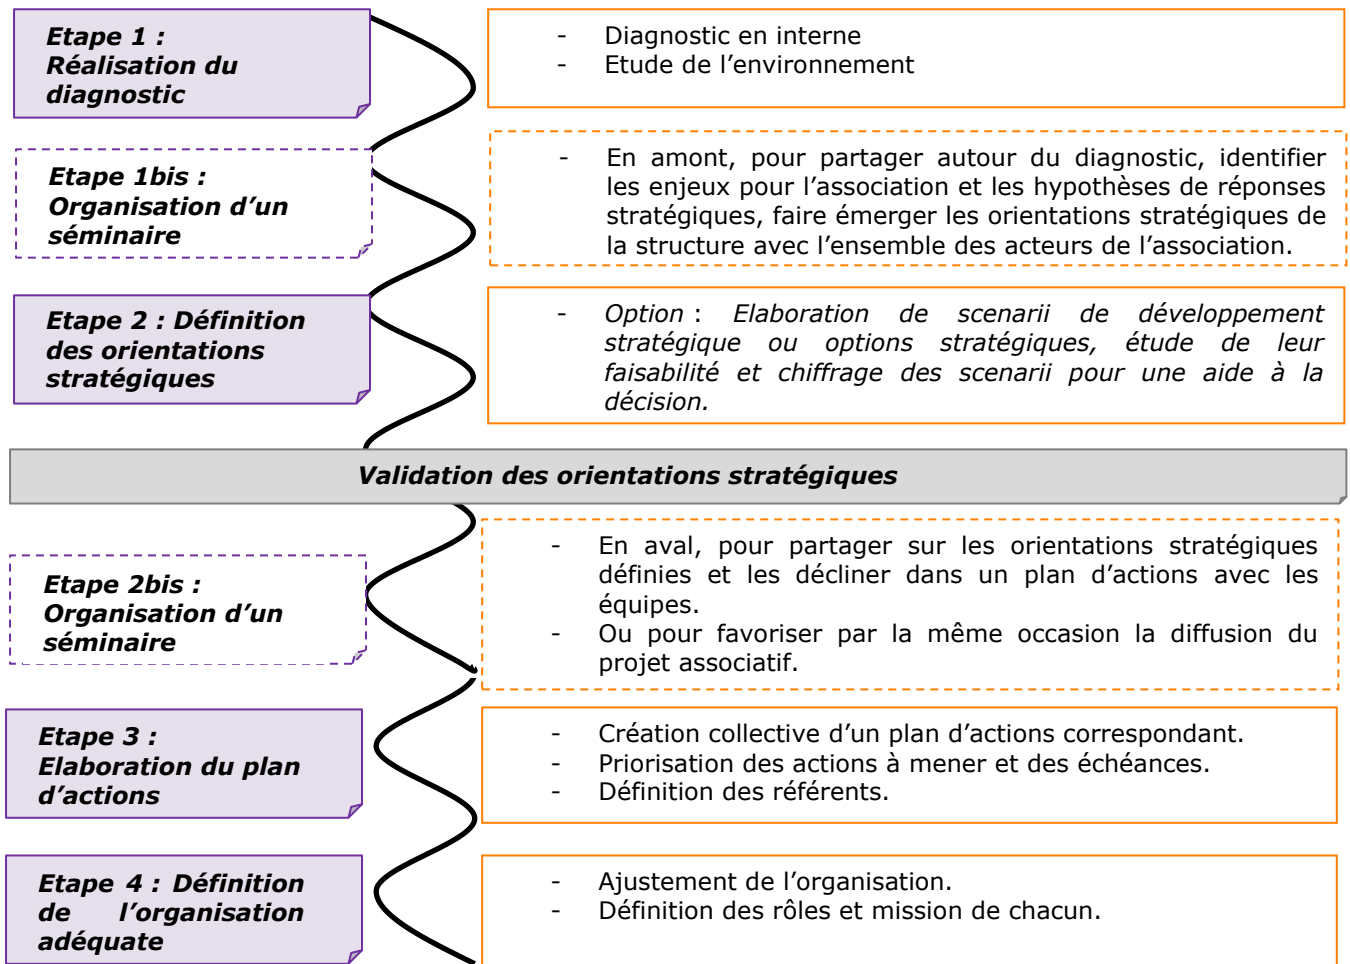 Etape 1 :
Réalisation du
diagnostic
- Diagnostic en interne
- Etude de l’environnement
Etape 1bis :
Organisation d’un
séminaire
- En amont, pour partager autour du diagnostic, identifier
les enjeux pour l’association et les hypothèses de réponses
stratégiques, faire émerger les orientations stratégiques de
la structure avec l’ensemble des acteurs de l’association.
Etape 2 : Définition
des orientations
stratégiques
- Option : Elaboration de scenarii de développement
stratégique ou options stratégiques, étude de leur
faisabilité et chiffrage des scenarii pour une aide à la
décision.
Validation des orientations stratégiques
Etape 2bis :
Organisation d’un
séminaire
- En aval, pour partager sur les orientations stratégiques
définies et les décliner dans un plan d’actions avec les
équipes.
- Ou pour favoriser par la même occasion la diffusion du
projet associatif.
Etape 3 :
Elaboration du plan
d’actions
- Création collective d’un plan d’actions correspondant.
- Priorisation des actions à mener et des échéances.
- Définition des référents.
Etape 4 : Définition
de l’organisation
adéquate
- Ajustement de l’organisation.
- Définition des rôles et mission de chacun.